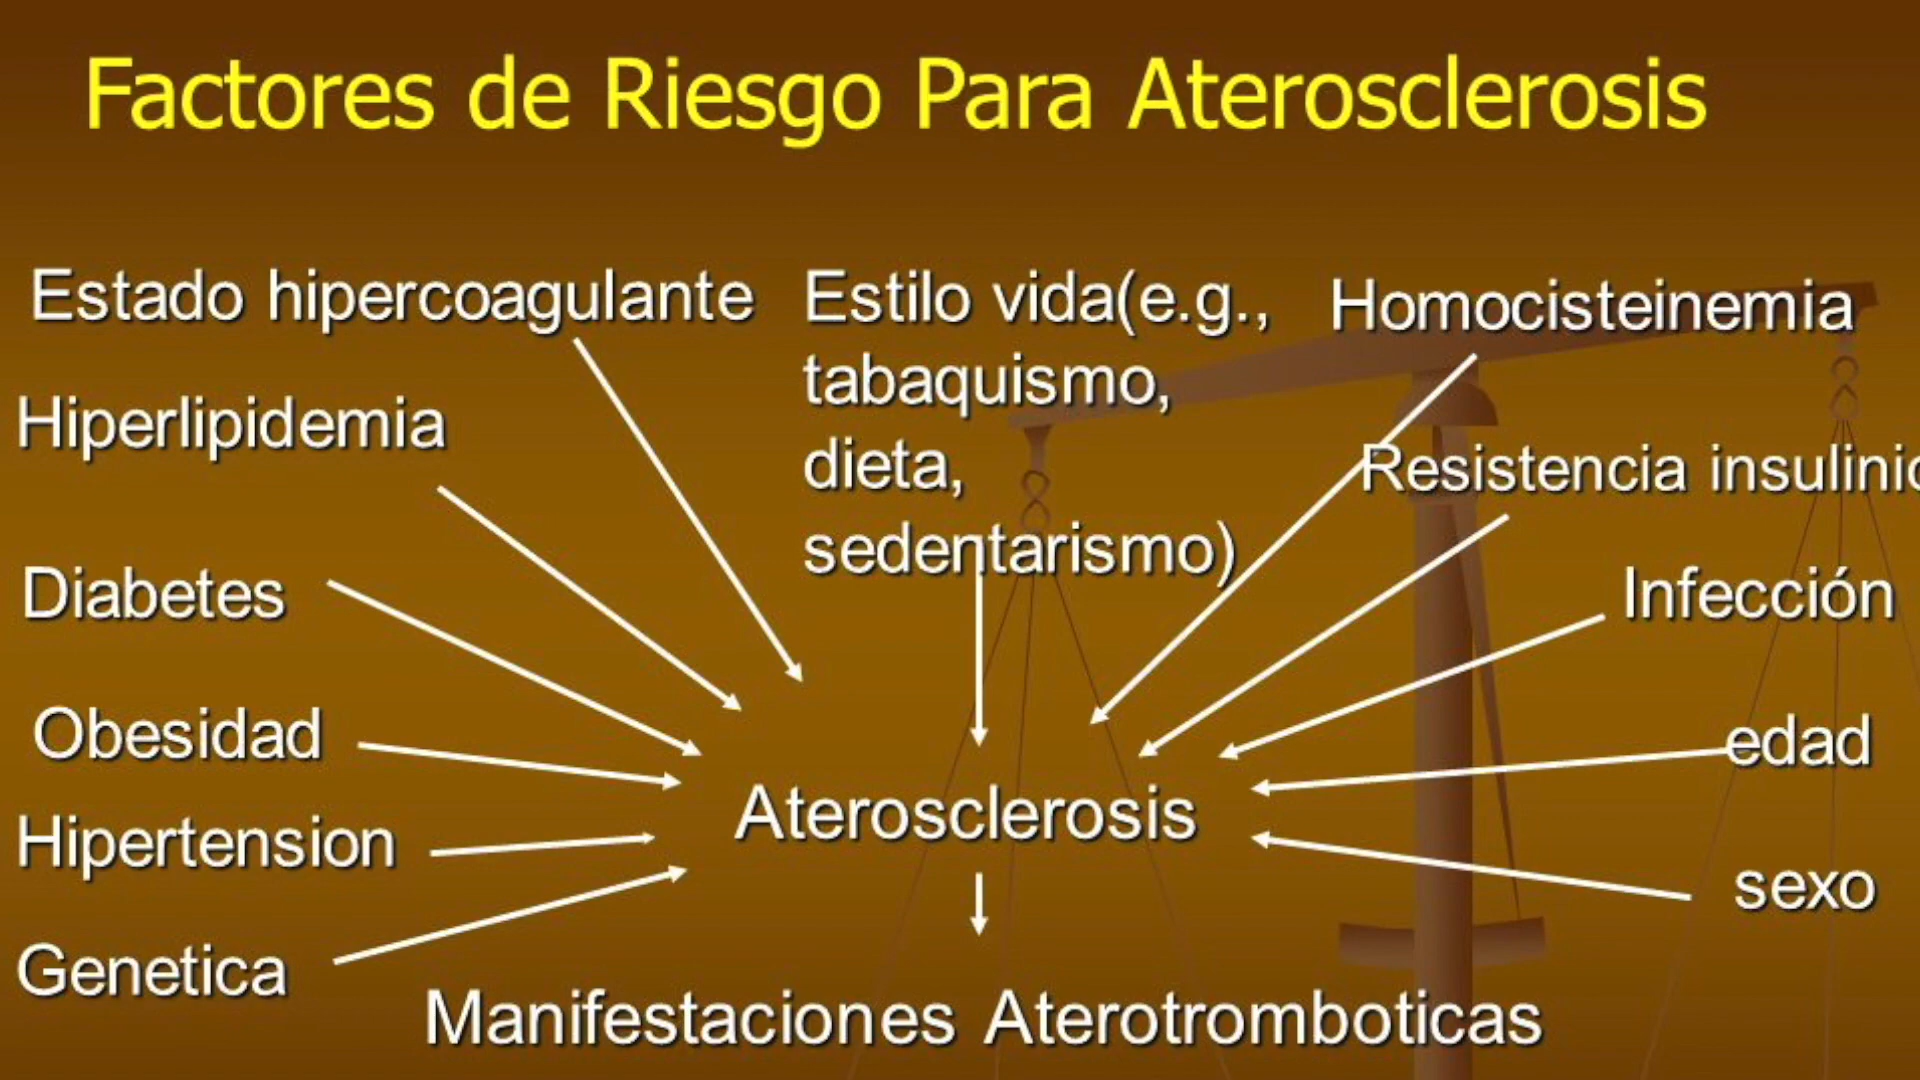 Factores de Riesgo Para Aterosclerosis
Estado hipercoagulante
Estilo vida(e.g.,
tabaquismo,
dieta,
sedentarismo)
Homocisteinemia
Hiperlipidemia
Resistencia
Diabetes
Infección
Obesidad
edad
Aterosclerosis
Hipertension
sexo
Genetica
Manifestaciones Aterotromboticas